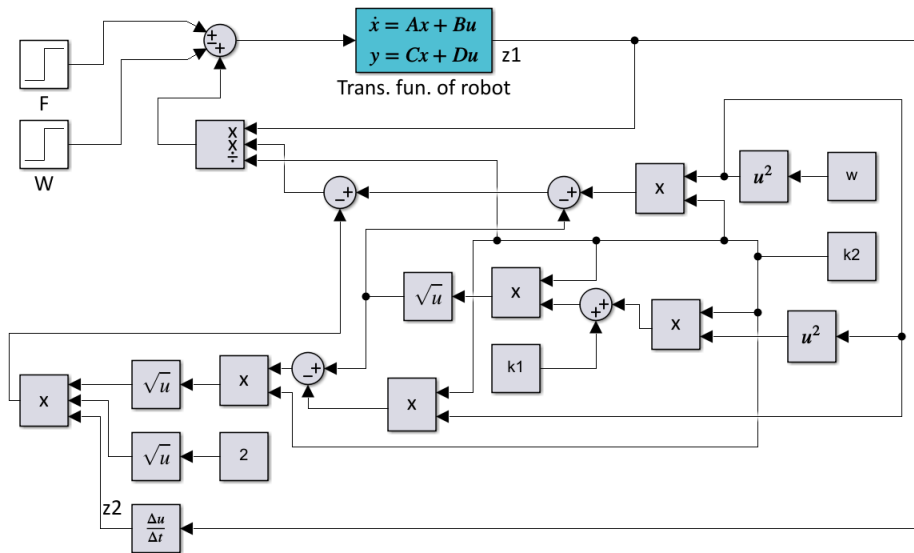 ẋ = Ax + Bu
y = Cx + Du
z1
Trans. fun. of robot
F
W
+
−
+
X
X
÷
− +
− +
X
u²
w
k2
√u
X
+
+
X
u²
k1
− +
X
√u
X
X
√u
2
z2
Δu
Δt